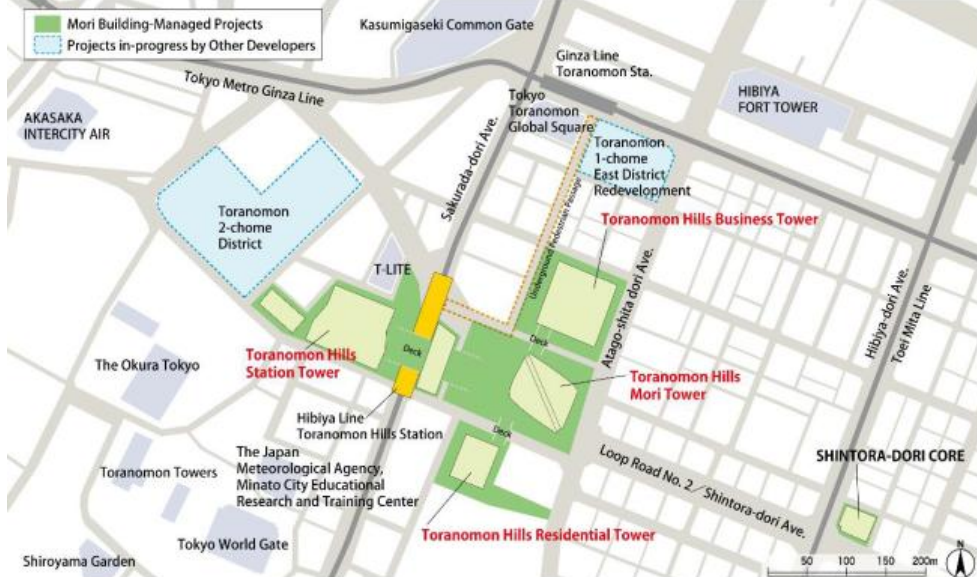 Mori Building-Managed Projects
Projects in-progress by Other Developers
Kasumigaseki Common Gate
Ginza Line
Toranomon Sta.
Tokyo Metro Ginza Line
AKASAKA
INTERCITY AIR
Tokyo
Toranomon
Global Square
HIBIYA
FORT TOWER
Sakurada-dori Ave.
Toranomon
1-chome
East District
Redevelopment
Toranomon
2-chome
District
Underground Pedestrian Passage
Toranomon Hills Business Tower
T-LITE
Atago-shita dori Ave.
Hibiya-dori Ave.
Toei Mita Line
Deck
Deck
Toranomon Hills
Station Tower
The Okura Tokyo
Toranomon Hills
Mori Tower
Hibiya Line
Toranomon Hills Station
Deck
Loop Road No. 2/Shintora-dori Ave.
SHINTORA-DORI CORE
Toranomon Towers
The Japan
Meteorological Agency,
Minato City Educational
Research and Training Center
Toranomon Hills Residential Tower
Tokyo World Gate
Shiroyama Garden
N
0 50 100 200m